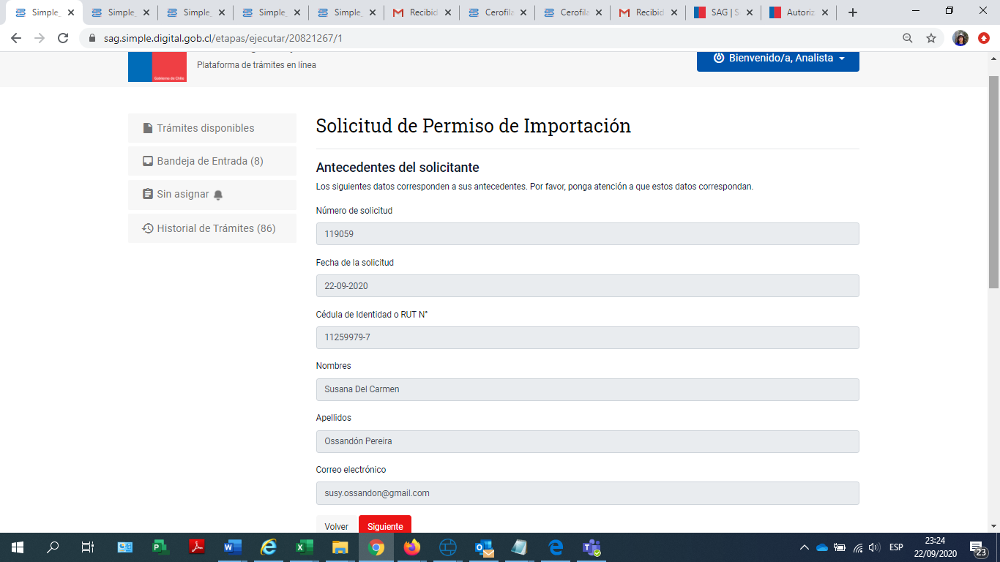 Simple_
Simple_
Simple_
Simple_
Simple_
Recibid
Cerofila
Cerofila
Recibid
SAG | S
Autoriz
sag.simple.digital.gob.cl/etapas/ejecutar/20821267/1
Gobierno de Chile
Plataforma de trámites en línea
Bienvenido/a, Analista
Trámites disponibles
Bandeja de Entrada (8)
Sin asignar
Historial de Trámites (86)
Solicitud de Permiso de Importación
Antecedentes del solicitante
Los siguientes datos corresponden a sus antecedentes. Por favor, ponga atención a que estos datos correspondan.
Número de solicitud
119059
Fecha de la solicitud
22-09-2020
Cédula de Identidad o RUT N°
11259979-7
Nombres
Susana Del Carmen
Apellidos
Ossandón Pereira
Correo electrónico
susy.ossandon@gmail.com
Volver
Siguiente
ESP
23:24
22/09/2020
23